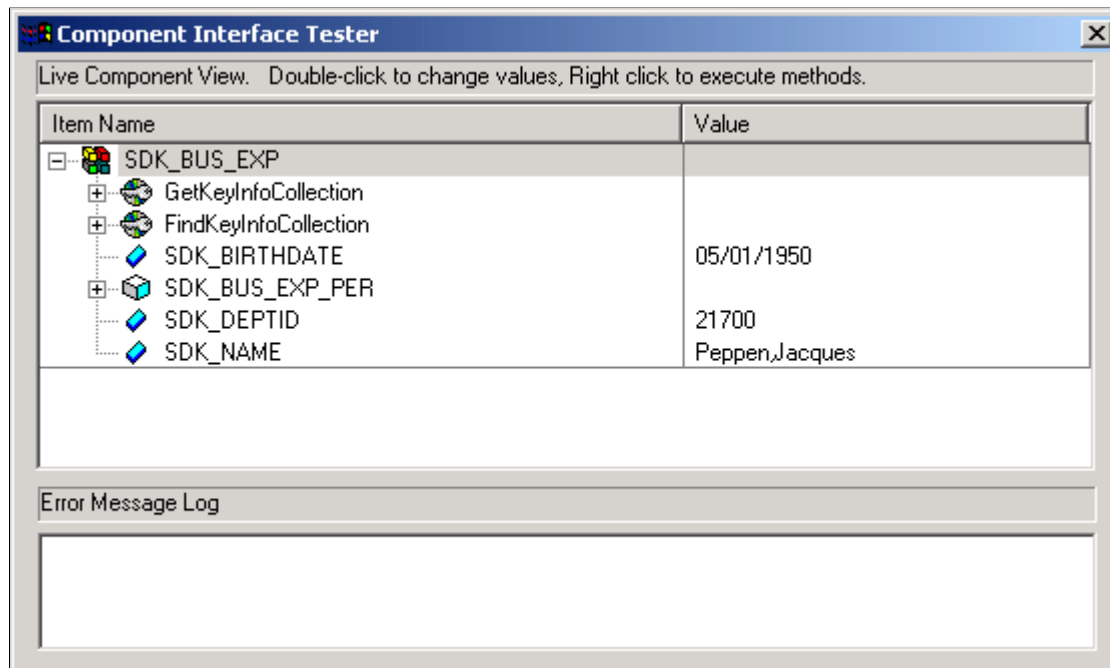 Component Interface Tester
Live Component View. Double-click to change values, Right click to execute methods.
Item Name Value
SDK_BUS_EXP
GetKeyInfoCollection
FindKeyInfoCollection
SDK_BIRTHDATE 05/01/1950
SDK_BUS_EXP_PER
SDK_DEPTID 21700
SDK_NAME Peppen,Jacques
Error Message Log